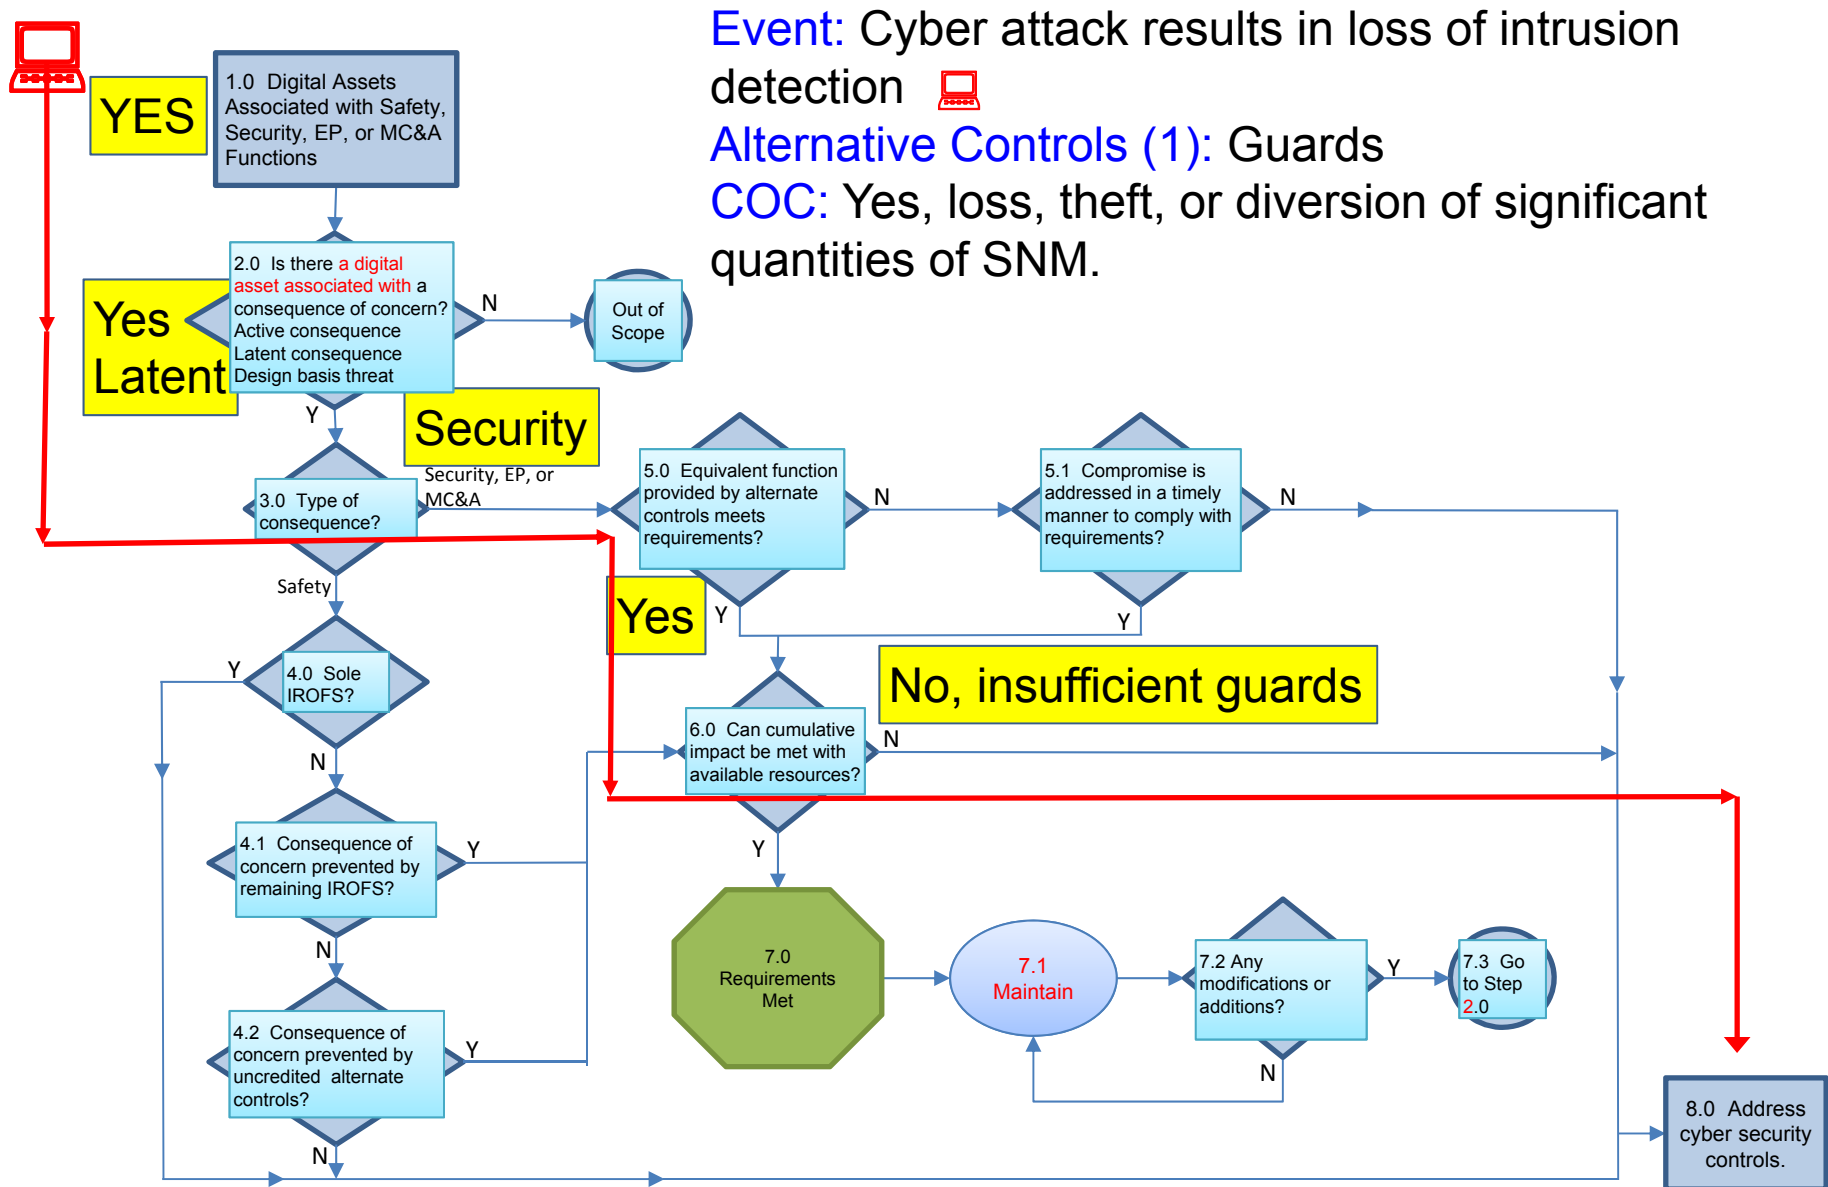 Event: Cyber attack results in loss of intrusion
detection
Alternative Controls (1): Guards
COC: Yes, loss, theft, or diversion of significant
quantities of SNM.
YES
1.0 Digital Assets
Associated with Safety,
Security, EP, or MC&A
Functions
2.0 Is there a digital
asset associated with a
consequence of concern?
Active consequence
Latent consequence
Design basis threat
Yes
Latent
N
Out of
Scope
Y
Security
Security, EP, or
MC&A
3.0 Type of
consequence?
5.0 Equivalent function
provided by alternate
controls meets
requirements?
N
5.1 Compromise is
addressed in a timely
manner to comply with
requirements?
N
Safety
Yes
Y
Y
Y
4.0 Sole
IROFS?
No, insufficient guards
6.0 Can cumulative
impact be met with
available resources?
N
N
4.1 Consequence of
concern prevented by
remaining IROFS?
Y
Y
N
7.0
Requirements
Met
7.1
Maintain
7.2 Any
modifications or
additions?
Y
7.3 Go
to Step
2.0
N
4.2 Consequence of
concern prevented by
uncredited alternate
controls?
Y
N
8.0 Address
cyber security
controls.